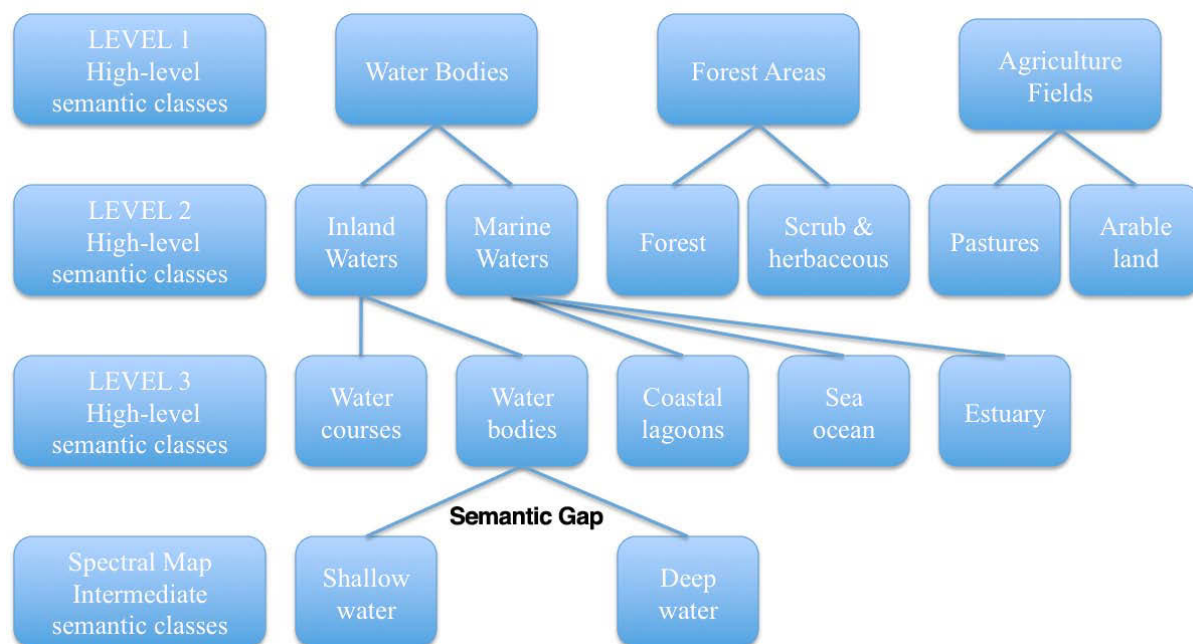 LEVEL 1
High-level
semantic classes
Water Bodies
Forest Areas
Agriculture
Fields
LEVEL 2
High-level
semantic classes
Inland
Waters
Marine
Waters
Forest
Scrub &
herbaceous
Pastures
Arable
land
LEVEL 3
High-level
semantic classes
Water
courses
Water
bodies
Coastal
lagoons
Sea
ocean
Estuary
Semantic Gap
Spectral Map
Intermediate
semantic classes
Shallow
water
Deep
water